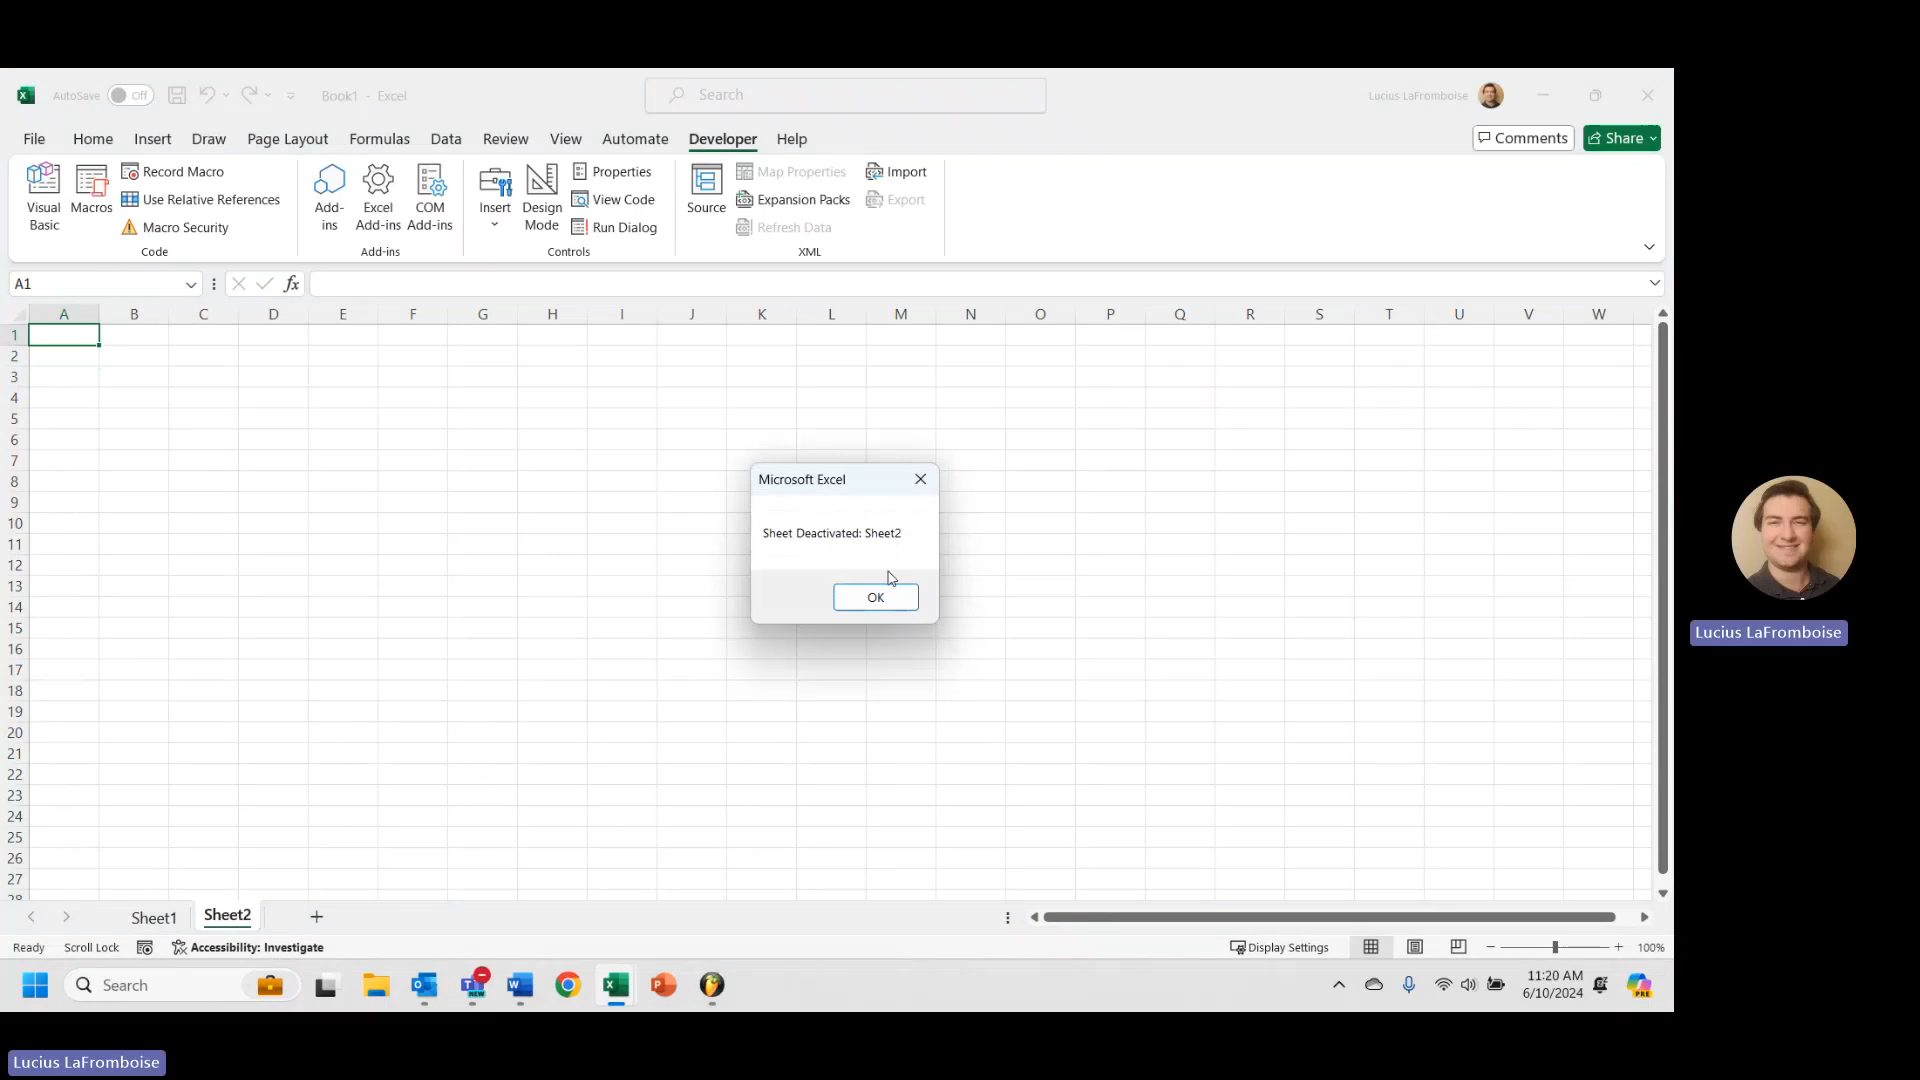 AutoSave Off Book1 - Excel Search Lucius LaFromboise
File Home Insert Draw Page Layout Formulas Data Review View Automate Developer Help Comments Share
Visual Basic
Macros
Record Macro
Use Relative References
Macro Security
Code
Add-ins
Excel Add-ins
COM Add-ins
Add-ins
Insert
Design Mode
Properties
View Code
Run Dialog
Controls
Source
Map Properties
Expansion Packs
Refresh Data
Import
Export
XML
A1 fx
A B C D E F G H I J K L M N O P Q R S T U V W
1
2
3
4
5
6
7
8
9
10
11
12
13
14
15
16
17
18
19
20
21
22
23
24
25
26
27
28
Microsoft Excel
Sheet Deactivated: Sheet2
OK
Lucius LaFromboise
Sheet1 Sheet2
Ready Scroll Lock Accessibility: Investigate Display Settings 100%
Search
NEW
PRE
11:20 AM
6/10/2024
Lucius LaFromboise